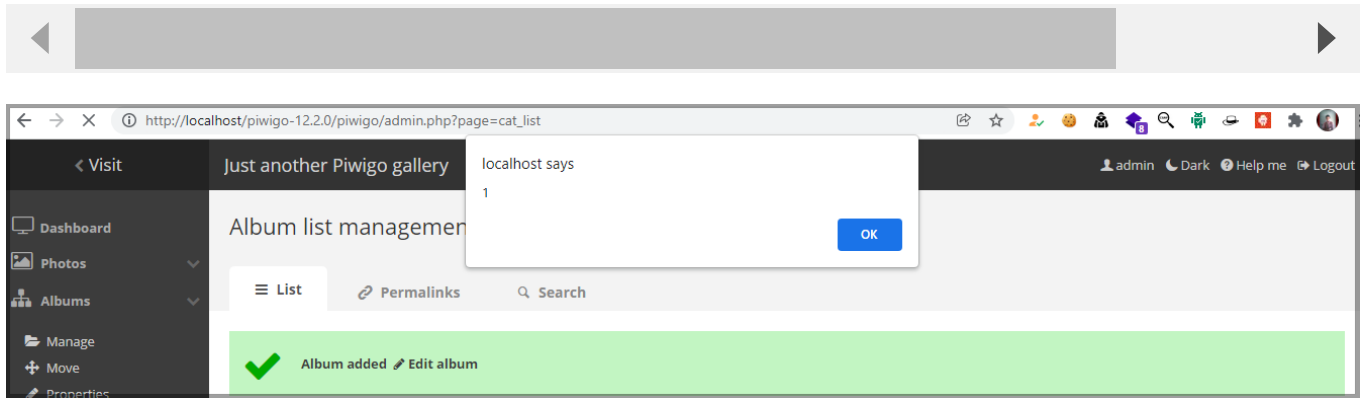 http://localhost/piwigo-12.2.0/piwigo/admin.php?page=cat_list
8
Visit
Just another Piwigo gallery
localhost says
1
OK
admin Dark Help me Logout
Dashboard
Photos
Albums
Manage
Move
Properties
Album list managemen
List Permalinks Search
Album added Edit album